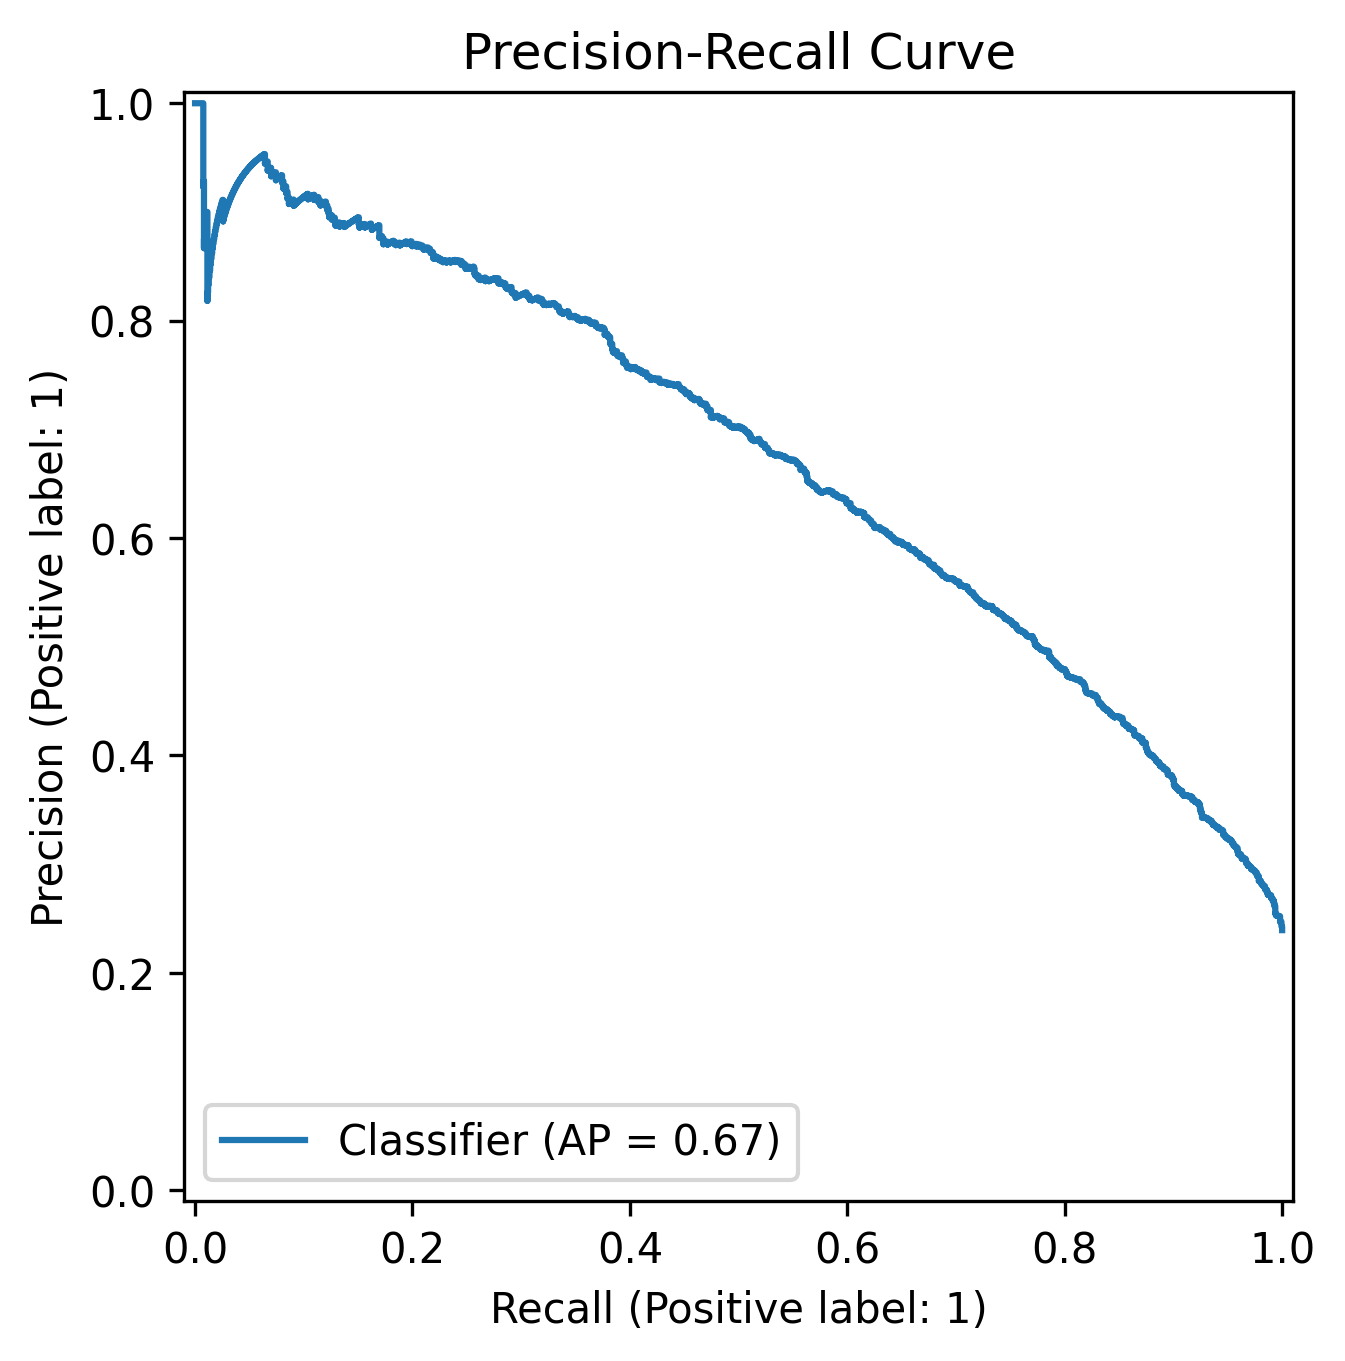 Precision-Recall Curve
1.0
0.8
0.6
0.4
0.2
0.0
Precision (Positive label: 1)
Classifier (AP = 0.67)
0.0 0.2 0.4 0.6 0.8 1.0
Recall (Positive label: 1)